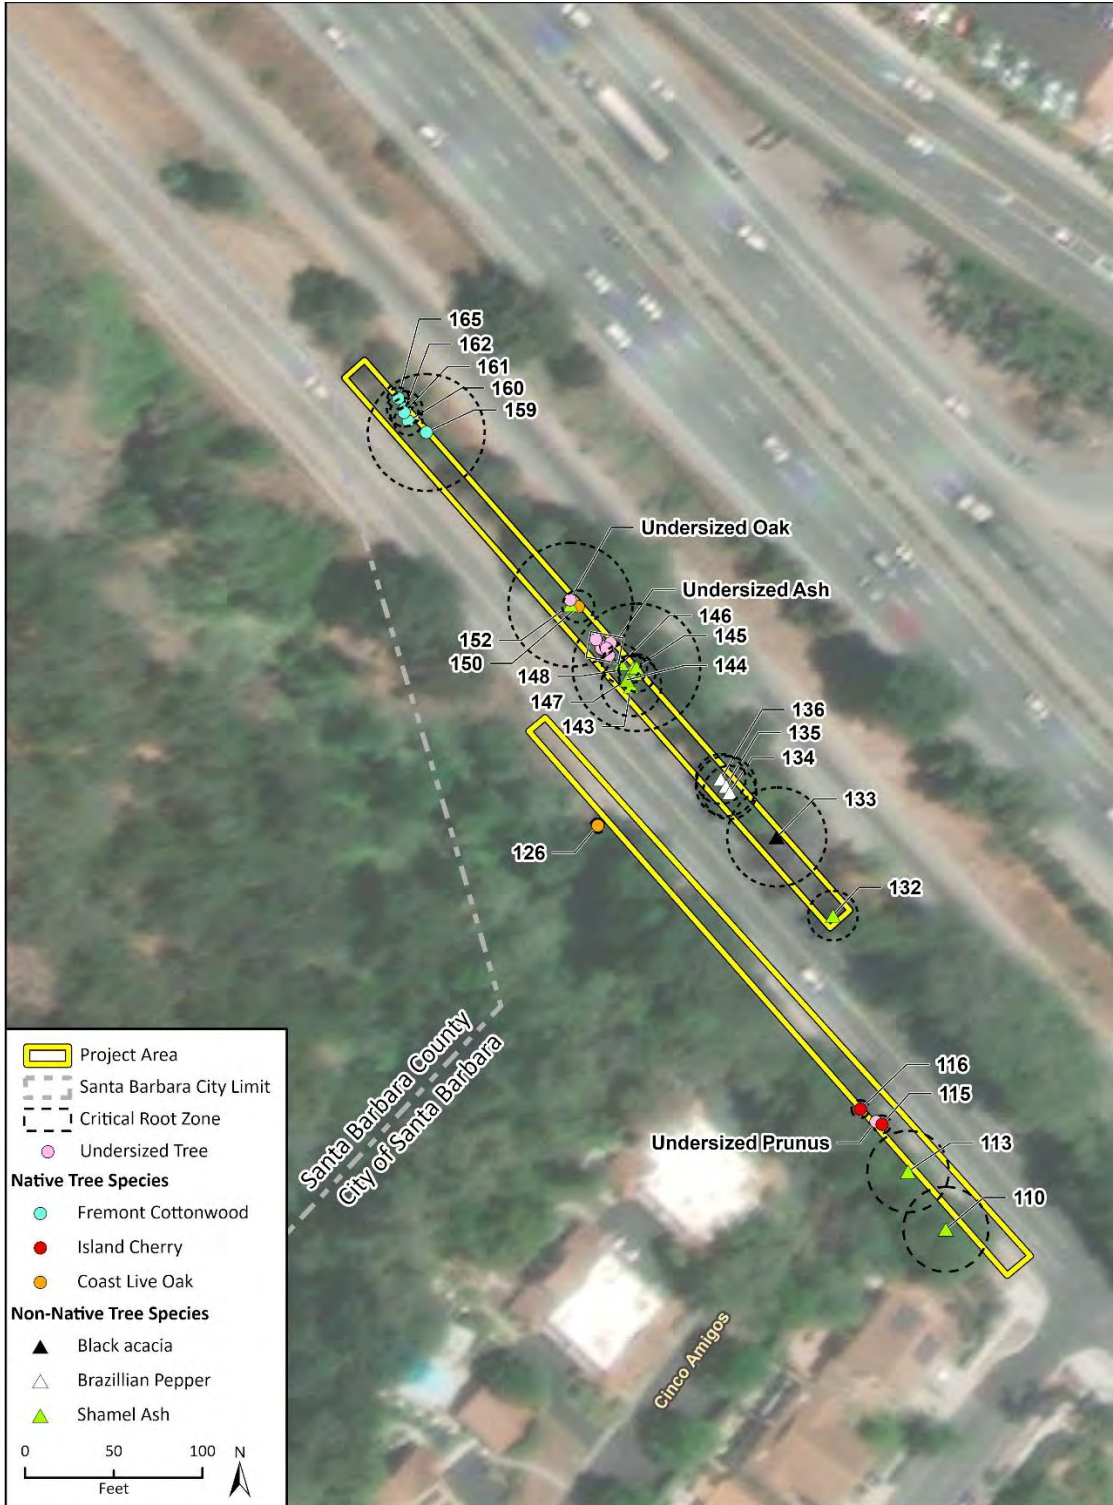 165
162
161
160
159
Undersized Oak
Undersized Ash
146
145
144
152
150
148
147
143
136
135
134
133
126
132
116
115
Undersized Prunus
113
110
Santa Barbara County
City of Santa Barbara
Cinco Amigos
Project Area
Santa Barbara City Limit
Critical Root Zone
Undersized Tree
Native Tree Species
Fremont Cottonwood
Island Cherry
Coast Live Oak
Non-Native Tree Species
Black acacia
Brazillian Pepper
Shamel Ash
0 50 100 N
Feet